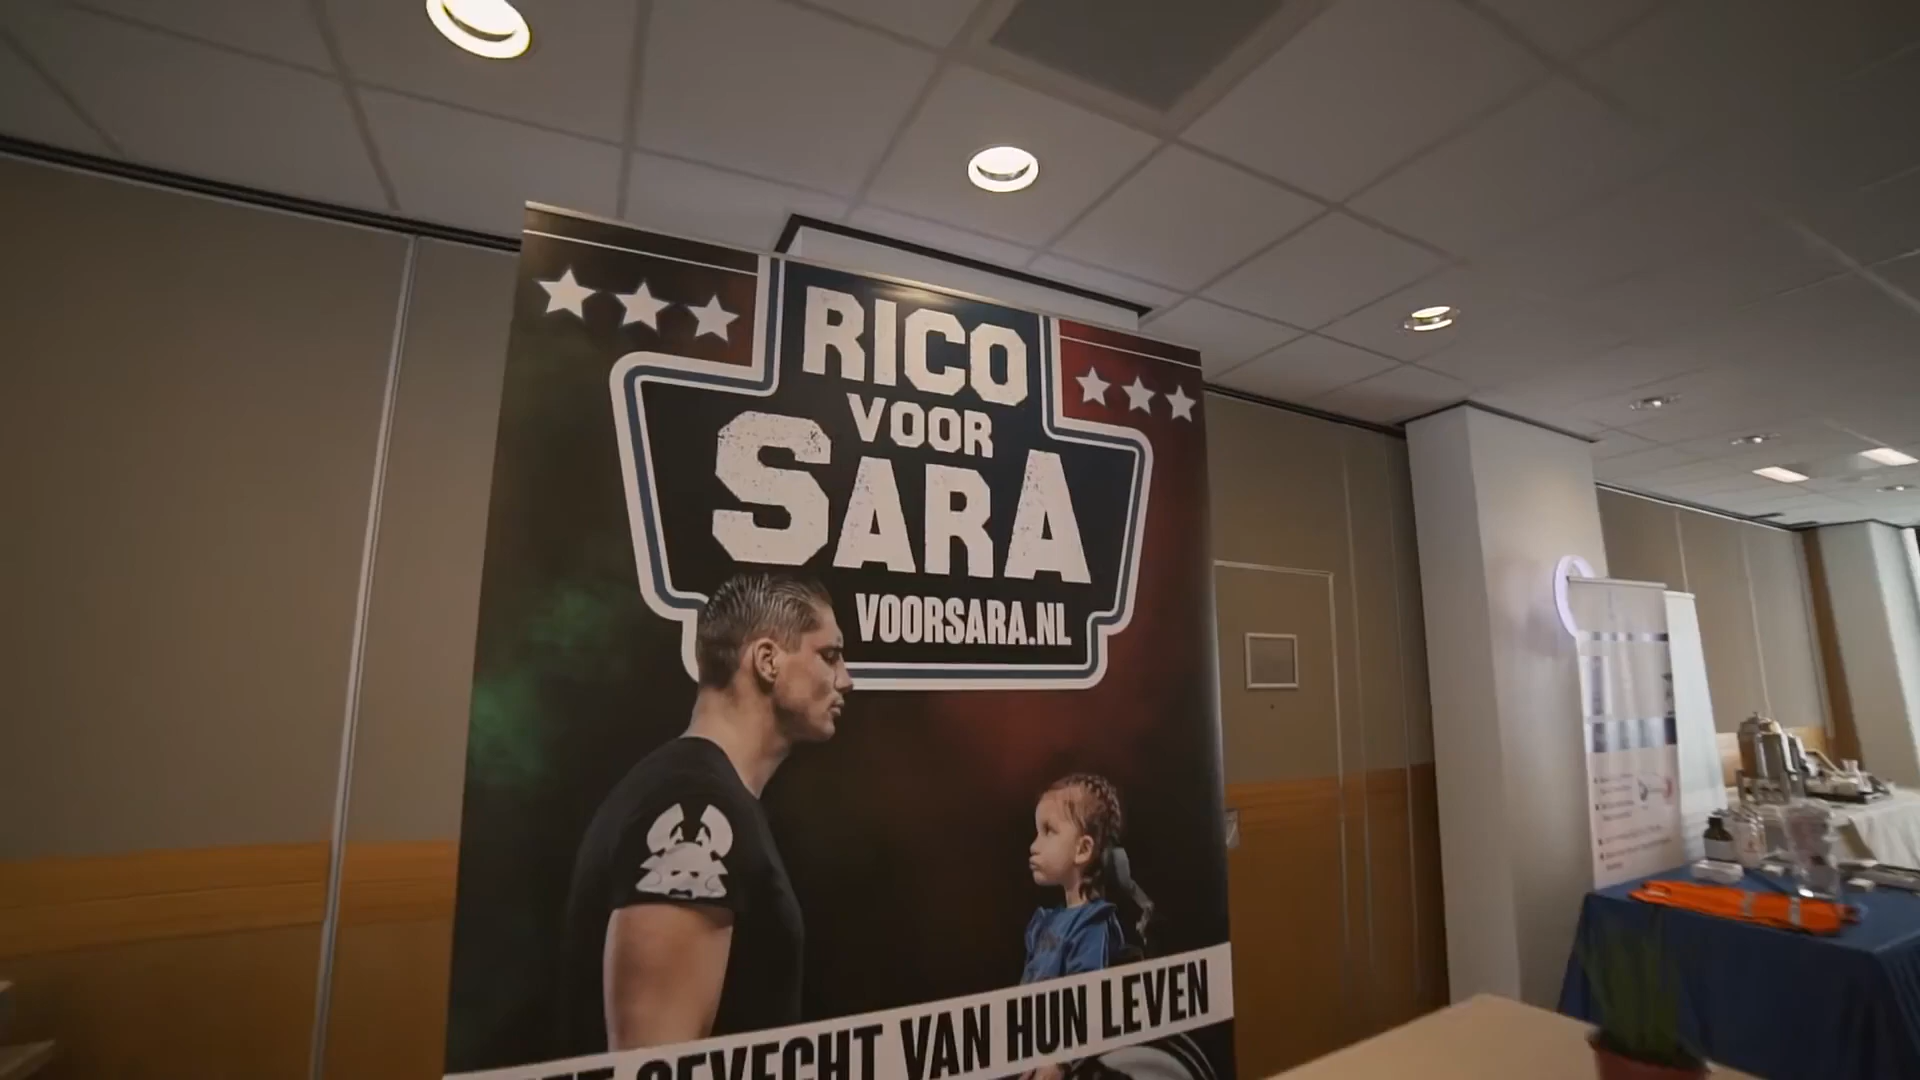 RICO
VOOR
SARA
VOORSARA.NL
GEVECHT VAN HUN LEVEN